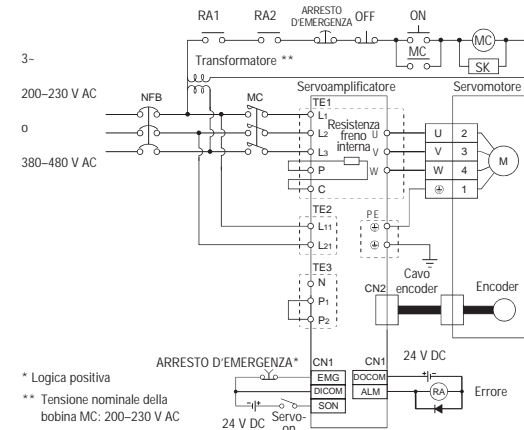 RA1 RA2 ARRESTO D'EMERGENZA OFF ON
MC
MC
SK
3~
Transformatore **
200–230 V AC
NFB
MC
Servoamplificatore
Servomotore
o
380–480 V AC
TE1
L1
Resistenza
freno
interna
L2
L3
P
C
U
V
W
U 2
V 3
W 4
1
M
TE2
L11
L21
PE
TE3
N
P1
P2
Cavo
encoder
CN2
Encoder
ARRESTO D'EMERGENZA*
CN1
EMG
DICOM
SON
CN1
DOCOM
ALM
24 V DC
RA
Errore
24 V DC
Servo-
on
* Logica positiva
** Tensione nominale della
bobina MC: 200–230 V AC